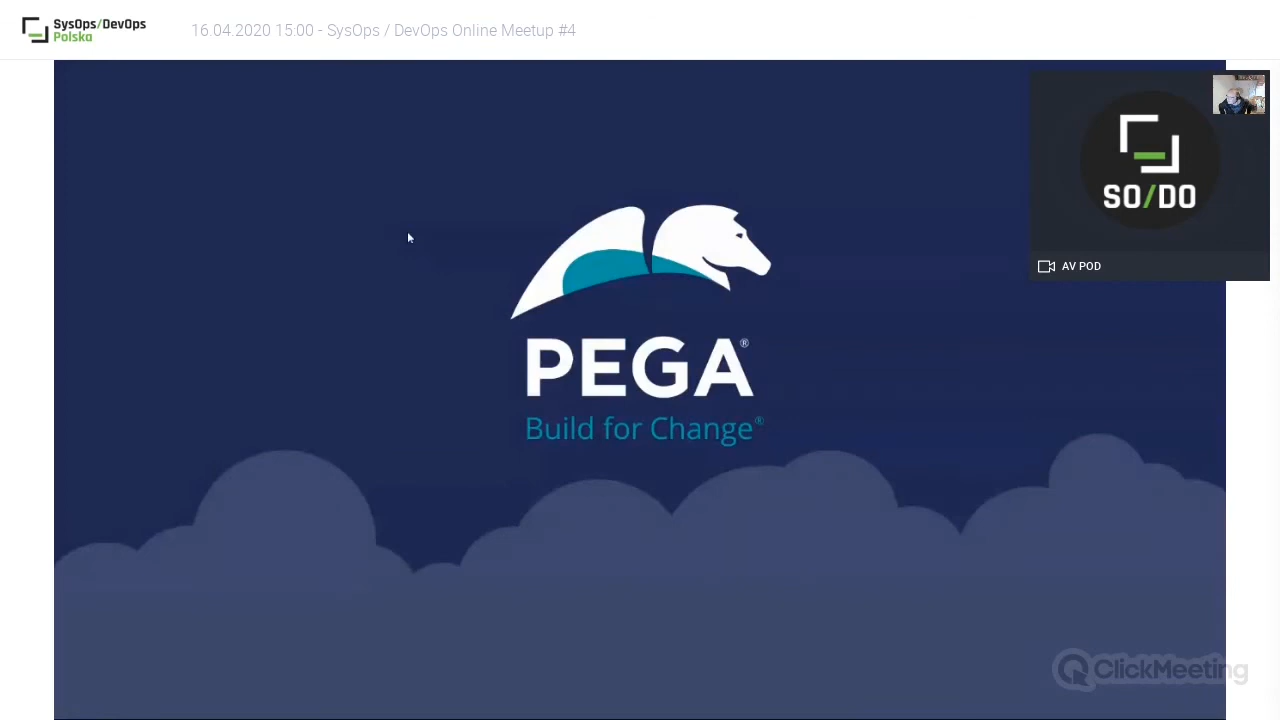 SysOps/DevOps
Polska
16.04.2020 15:00 - SysOps / DevOps Online Meetup #4
SO/DO
AV POD
PEGA®
Build for Change®
ClickMeeting